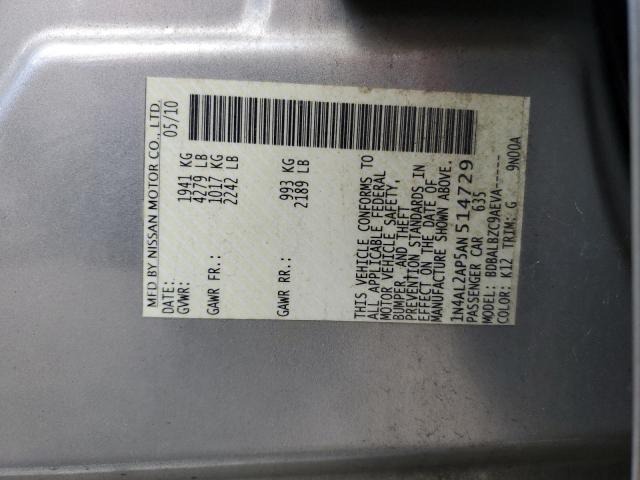 MFD BY NISSAN MOTOR CO., LTD.
DATE: 05/10
GVWR: 1941 KG
4279 LB
GAWR FR: 1017 KG
2242 LB
GAWR RR: 993 KG
2189 LB
THIS VEHICLE CONFORMS TO
ALL APPLICABLE FEDERAL
MOTOR VEHICLE SAFETY,
BUMPER, AND THEFT
PREVENTION STANDARDS IN
EFFECT ON THE DATE OF
MANUFACTURE SHOWN ABOVE.
1N4AL2AP5AN514729
PASSENGER CAR 635
MODEL: BDBALBZC9AEVA-----
COLOR: K12 TRIM: G 9N00A